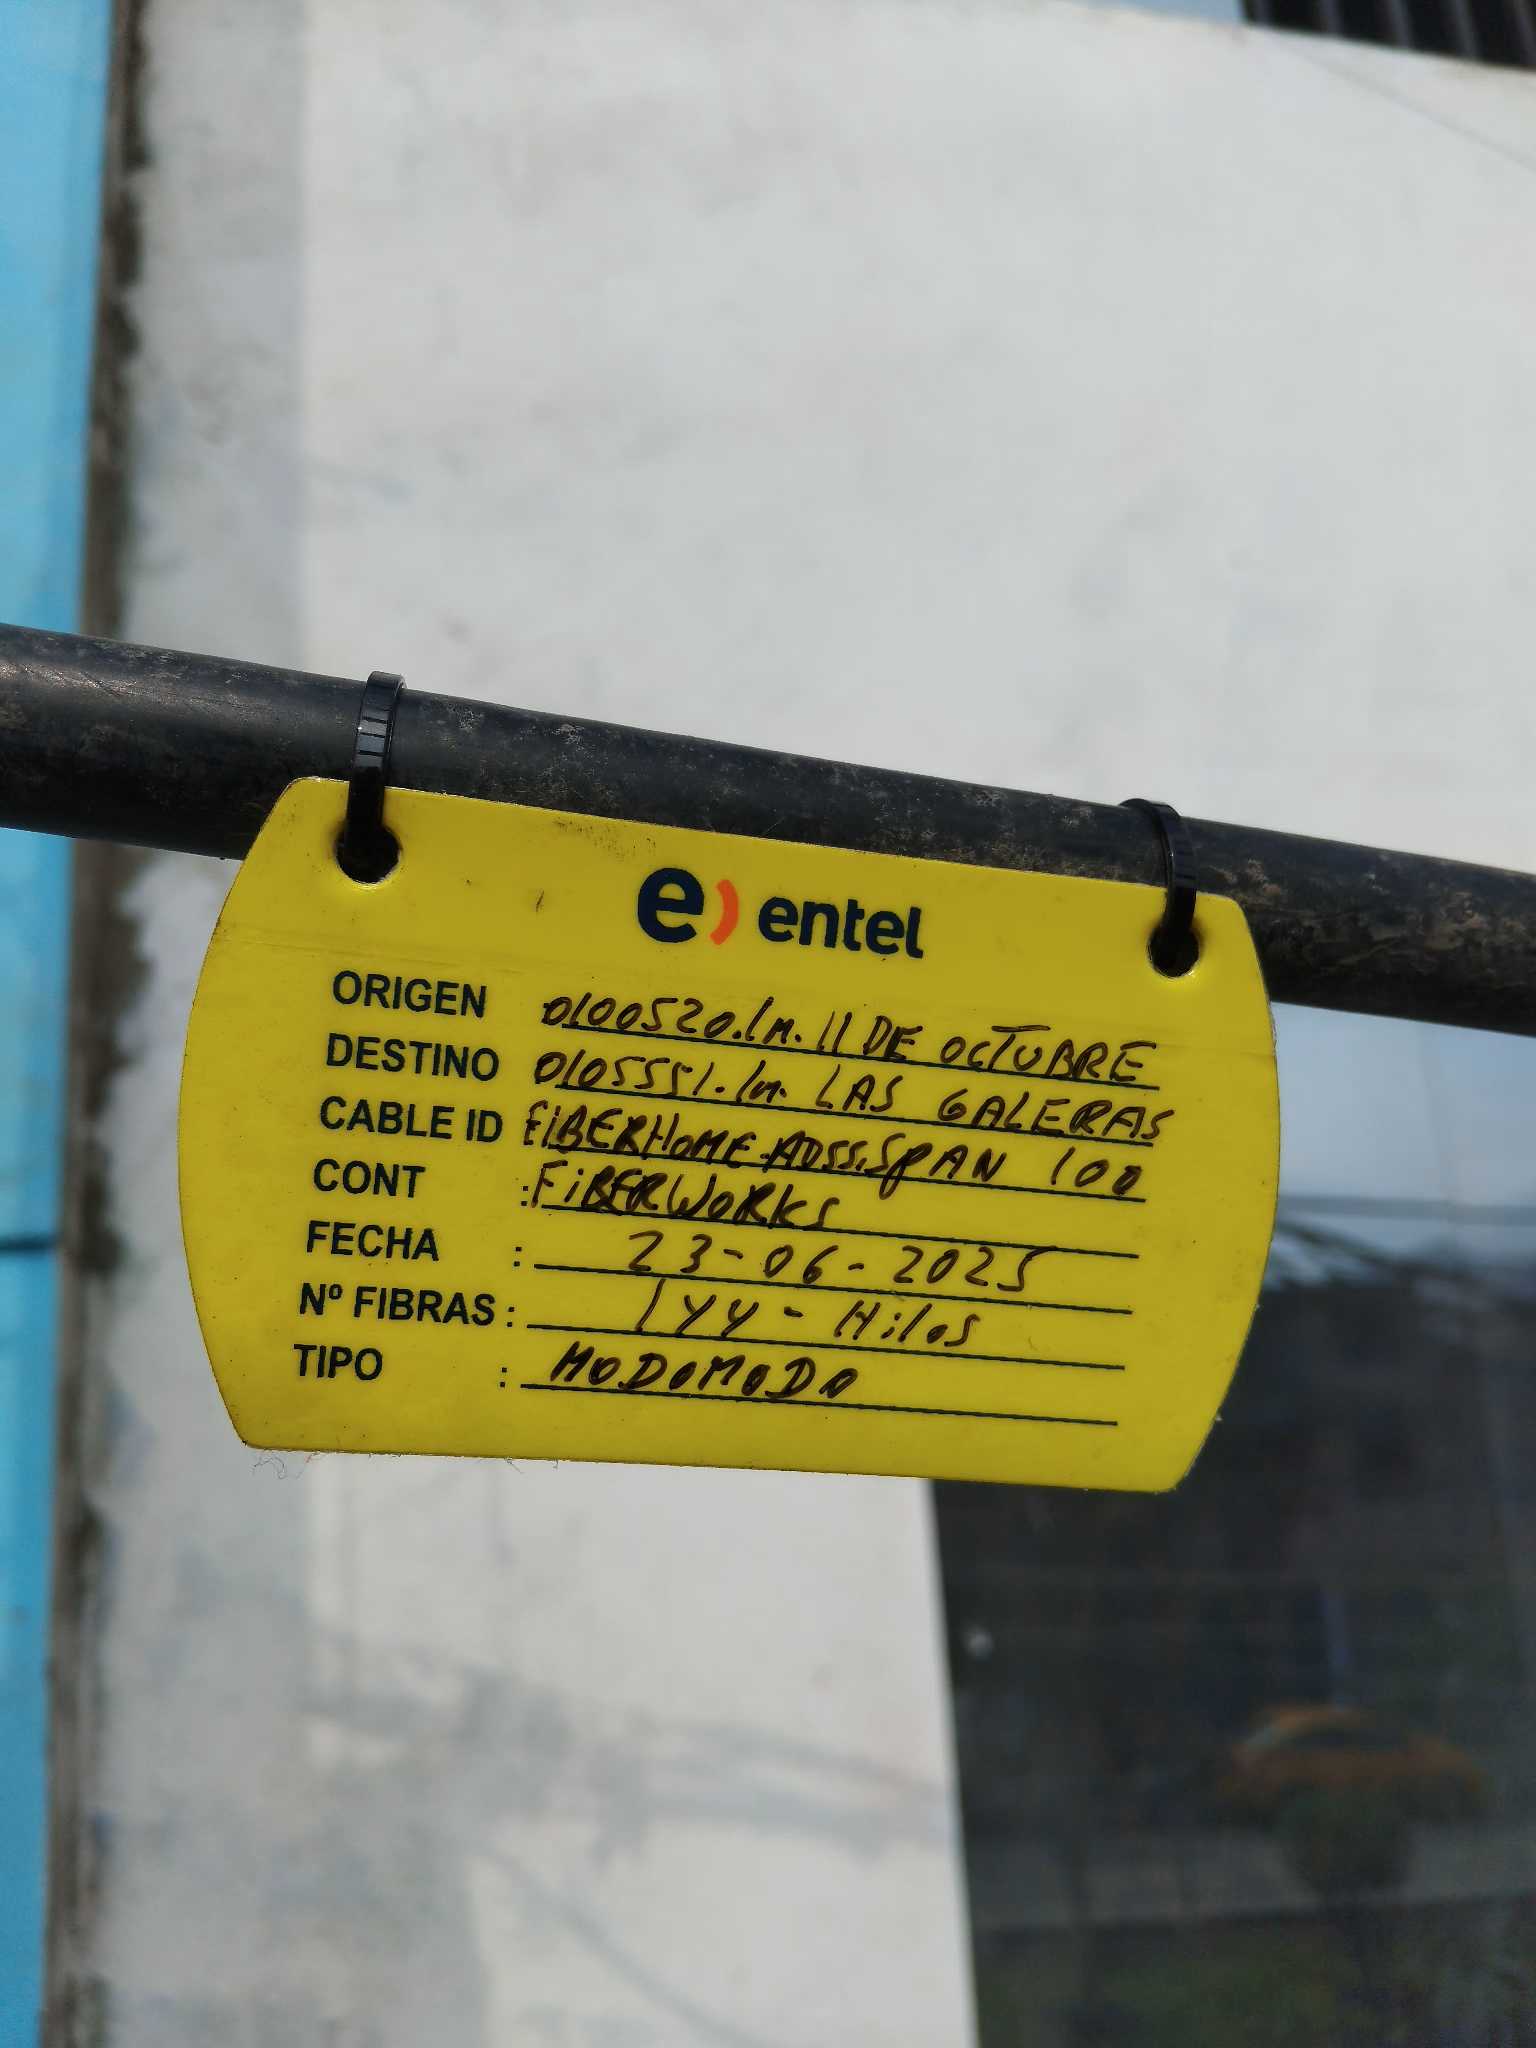 e) entel
ORIGEN 0100520.lm. 11 DE OCTUBRE
DESTINO 0105551.lm. LAS GALERAS
CABLE ID FiBERHOME.ADSS.SPAN 100
CONT : FiBERWORKS
FECHA : 23-06-2025
Nº FIBRAS : 144 - Hilos
TIPO : MODOMODO